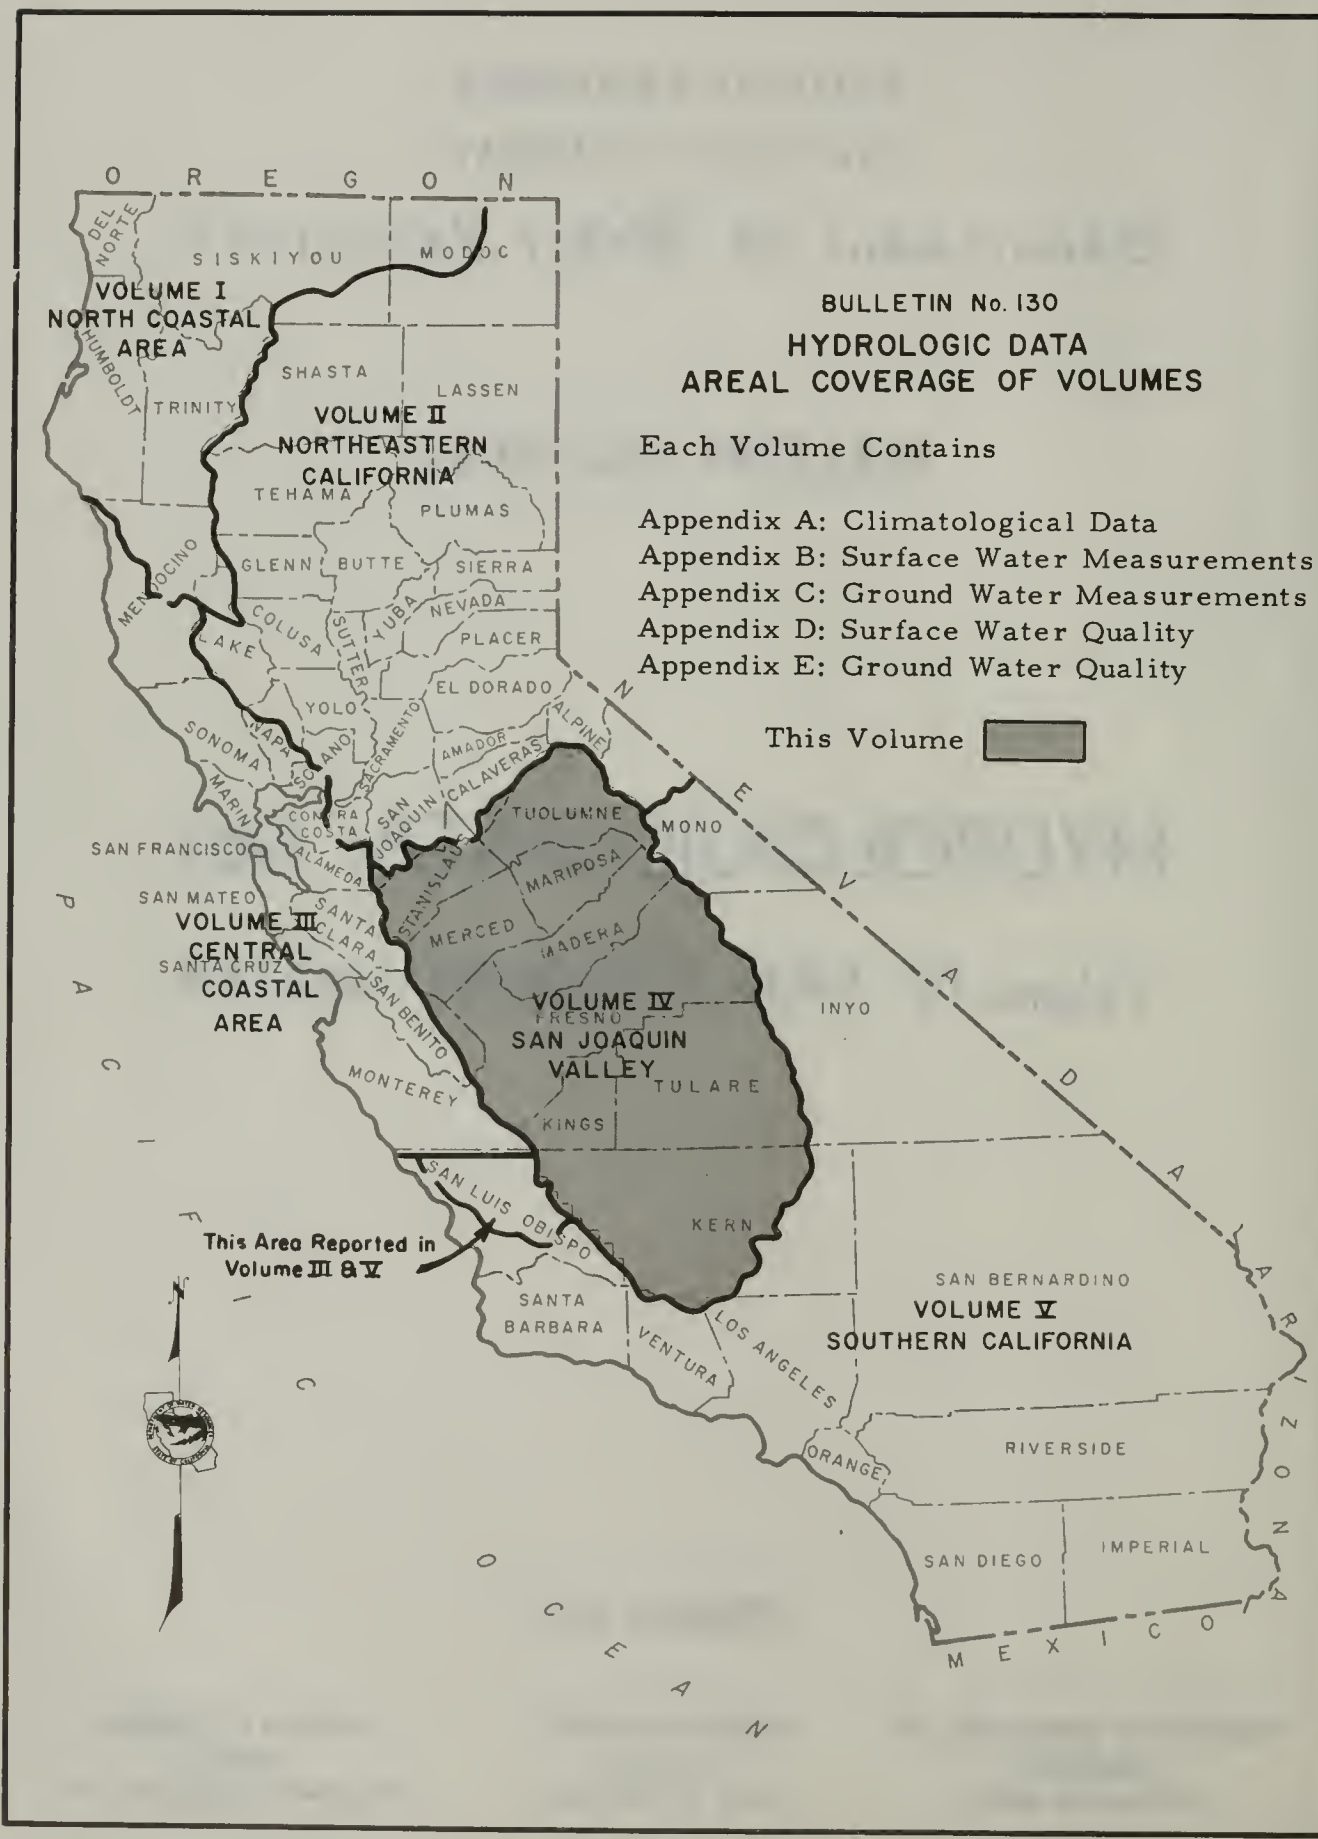 OREGON
DEL NORTE
SISKIYOU
MODOC
VOLUME I
NORTH COASTAL
AREA
HUMBOLDT
TRINITY
SHASTA
LASSEN
VOLUME II
NORTHEASTERN
CALIFORNIA
TEHAMA
PLUMAS
BULLETIN No. 130
HYDROLOGIC DATA
AREAL COVERAGE OF VOLUMES
Each Volume Contains
Appendix A: Climatological Data
Appendix B: Surface Water Measurements
Appendix C: Ground Water Measurements
Appendix D: Surface Water Quality
Appendix E: Ground Water Quality
This Volume
MENDOCINO
GLENN
BUTTE
SIERRA
LAKE
COLUSA
SUTTER
YUBA
NEVADA
PLACER
EL DORADO
YOLO
SONOMA
NAPA
SOLANO
SACRAMENTO
AMADOR
ALPINE
CALAVERAS
MARIN
CONTRA
COSTA
SAN
JOAQUIN
TUOLUMNE
MONO
NEVADA
SAN FRANCISCO
ALAMEDA
STANISLAUS
MARIPOSA
SAN MATEO
SANTA
CLARA
MERCED
MADERA
VOLUME III
CENTRAL
SANTA CRUZ
COASTAL
AREA
SAN BENITO
VOLUME IV
FRESNO
SAN JOAQUIN
VALLEY
INYO
MONTEREY
TULARE
KINGS
SAN LUIS OBISPO
KERN
This Area Reported in
Volume III & V
SANTA
BARBARA
VENTURA
LOS ANGELES
SAN BERNARDINO
VOLUME V
SOUTHERN CALIFORNIA
ARIZONA
ORANGE
RIVERSIDE
SAN DIEGO
IMPERIAL
MEXICO
PACIFIC
OCEAN
N